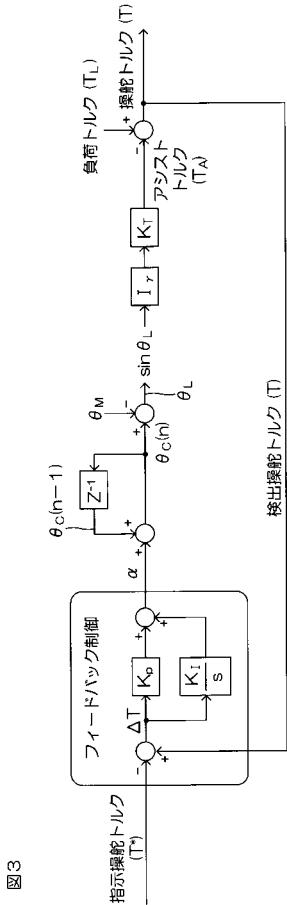 図3
フィードバック制御
指示操舵トルク
(T*)
ΔT
Kp
KI
s
α
θC(n-1)
Z-1
θC(n)
θM
θL
sin θL
Iγ
KT
アシスト
トルク
(TA)
負荷トルク(TL)
操舵トルク(T)
検出操舵トルク(T)